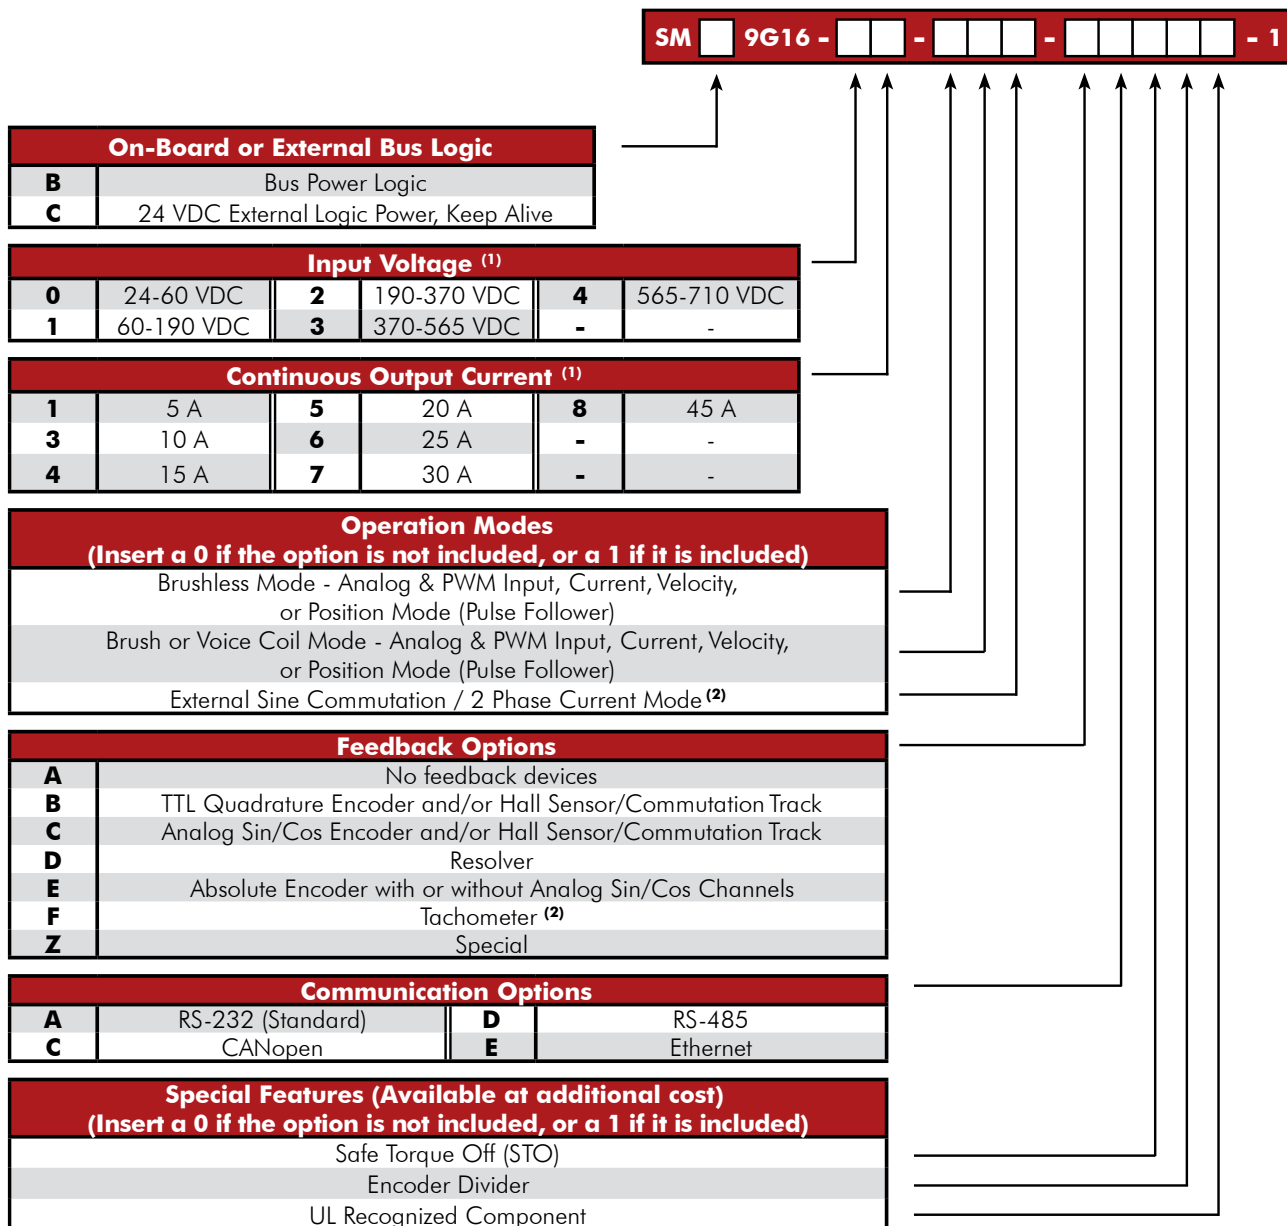 SM 9G16 - - - - 1
On-Board or External Bus Logic
B Bus Power Logic
C 24 VDC External Logic Power, Keep Alive
Input Voltage (1)
0 24-60 VDC 2 190-370 VDC 4 565-710 VDC
1 60-190 VDC 3 370-565 VDC - -
Continuous Output Current (1)
1 5 A 5 20 A 8 45 A
3 10 A 6 25 A - -
4 15 A 7 30 A - -
Operation Modes
(Insert a 0 if the option is not included, or a 1 if it is included)
Brushless Mode - Analog & PWM Input, Current, Velocity,
or Position Mode (Pulse Follower)
Brush or Voice Coil Mode - Analog & PWM Input, Current, Velocity,
or Position Mode (Pulse Follower)
External Sine Commutation / 2 Phase Current Mode (2)
Feedback Options
A No feedback devices
B TTL Quadrature Encoder and/or Hall Sensor/Commutation Track
C Analog Sin/Cos Encoder and/or Hall Sensor/Commutation Track
D Resolver
E Absolute Encoder with or without Analog Sin/Cos Channels
F Tachometer (2)
Z Special
Communication Options
A RS-232 (Standard) D RS-485
C CANopen E Ethernet
Special Features (Available at additional cost)
(Insert a 0 if the option is not included, or a 1 if it is included)
Safe Torque Off (STO)
Encoder Divider
UL Recognized Component